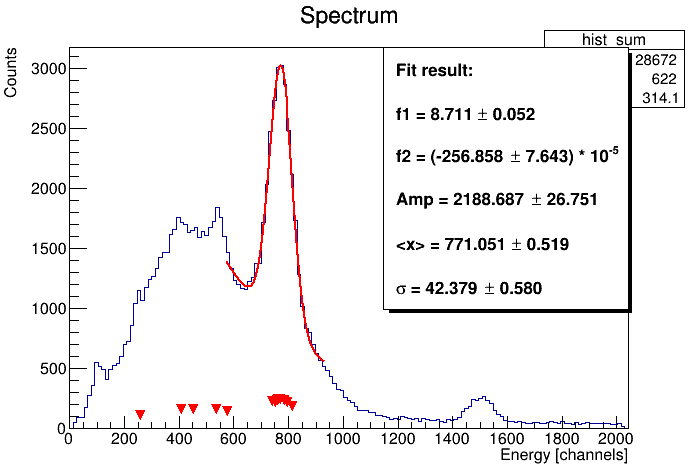 Spectrum
hist_sum
28672
622
314.1
Fit result:
f1 = 8.711 ± 0.052
f2 = (-256.858 ± 7.643) * 10⁻⁵
Amp = 2188.687 ± 26.751
<x> = 771.051 ± 0.519
σ = 42.379 ± 0.580
Counts
3000
2500
2000
1500
1000
500
0
0 200 400 600 800 1000 1200 1400 1600 1800 2000
Energy [channels]